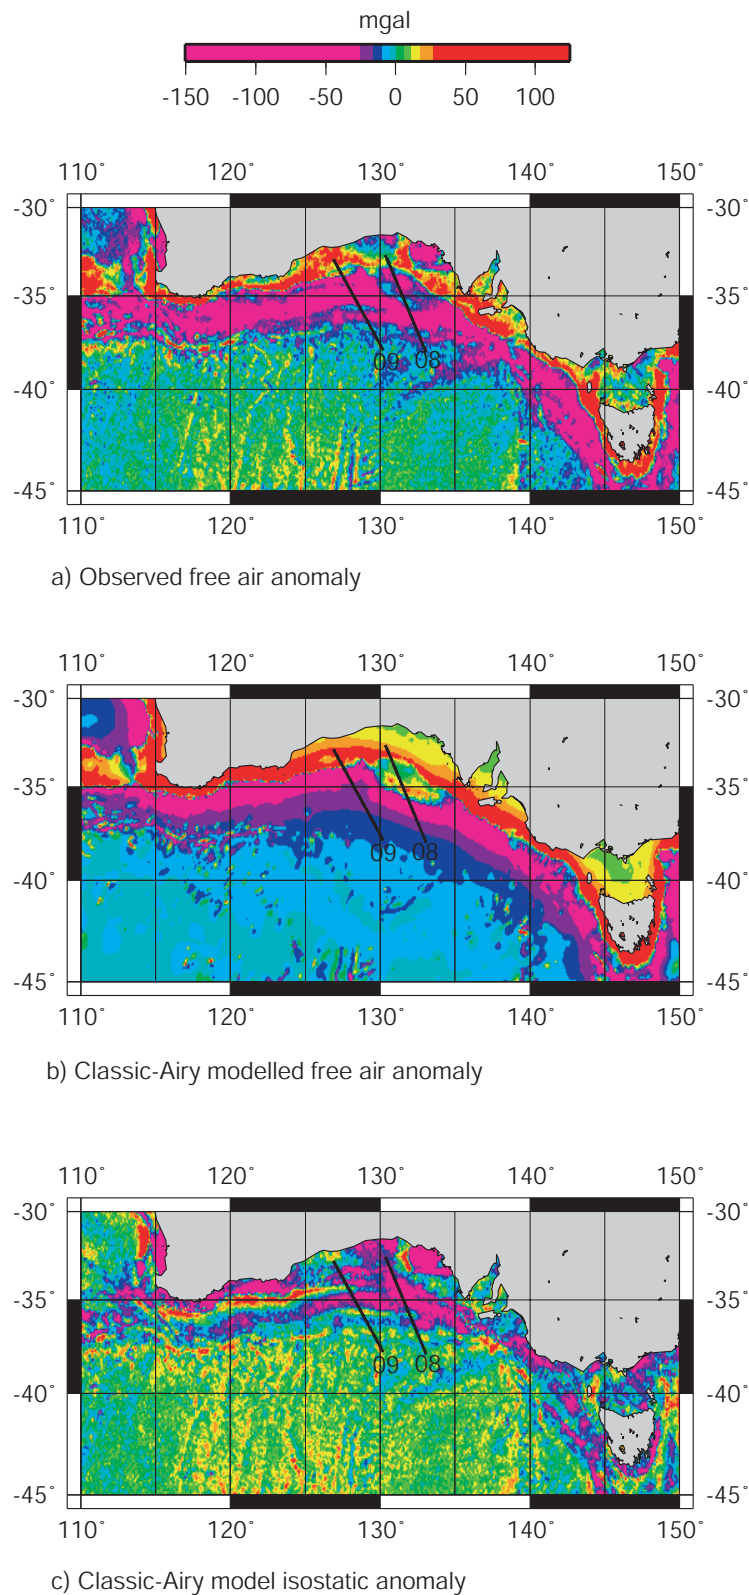 mgal
-150 -100 -50 0 50 100
110˚ 120˚ 130˚ 140˚ 150˚
-30˚ -30˚
-35˚ -35˚
09 08
-40˚ -40˚
-45˚ -45˚
110˚ 120˚ 130˚ 140˚ 150˚
a) Observed free air anomaly
110˚ 120˚ 130˚ 140˚ 150˚
-30˚ -30˚
-35˚ -35˚
09 08
-40˚ -40˚
-45˚ -45˚
110˚ 120˚ 130˚ 140˚ 150˚
b) Classic-Airy modelled free air anomaly
110˚ 120˚ 130˚ 140˚ 150˚
-30˚ -30˚
-35˚ -35˚
09 08
-40˚ -40˚
-45˚ -45˚
110˚ 120˚ 130˚ 140˚ 150˚
c) Classic-Airy model isostatic anomaly